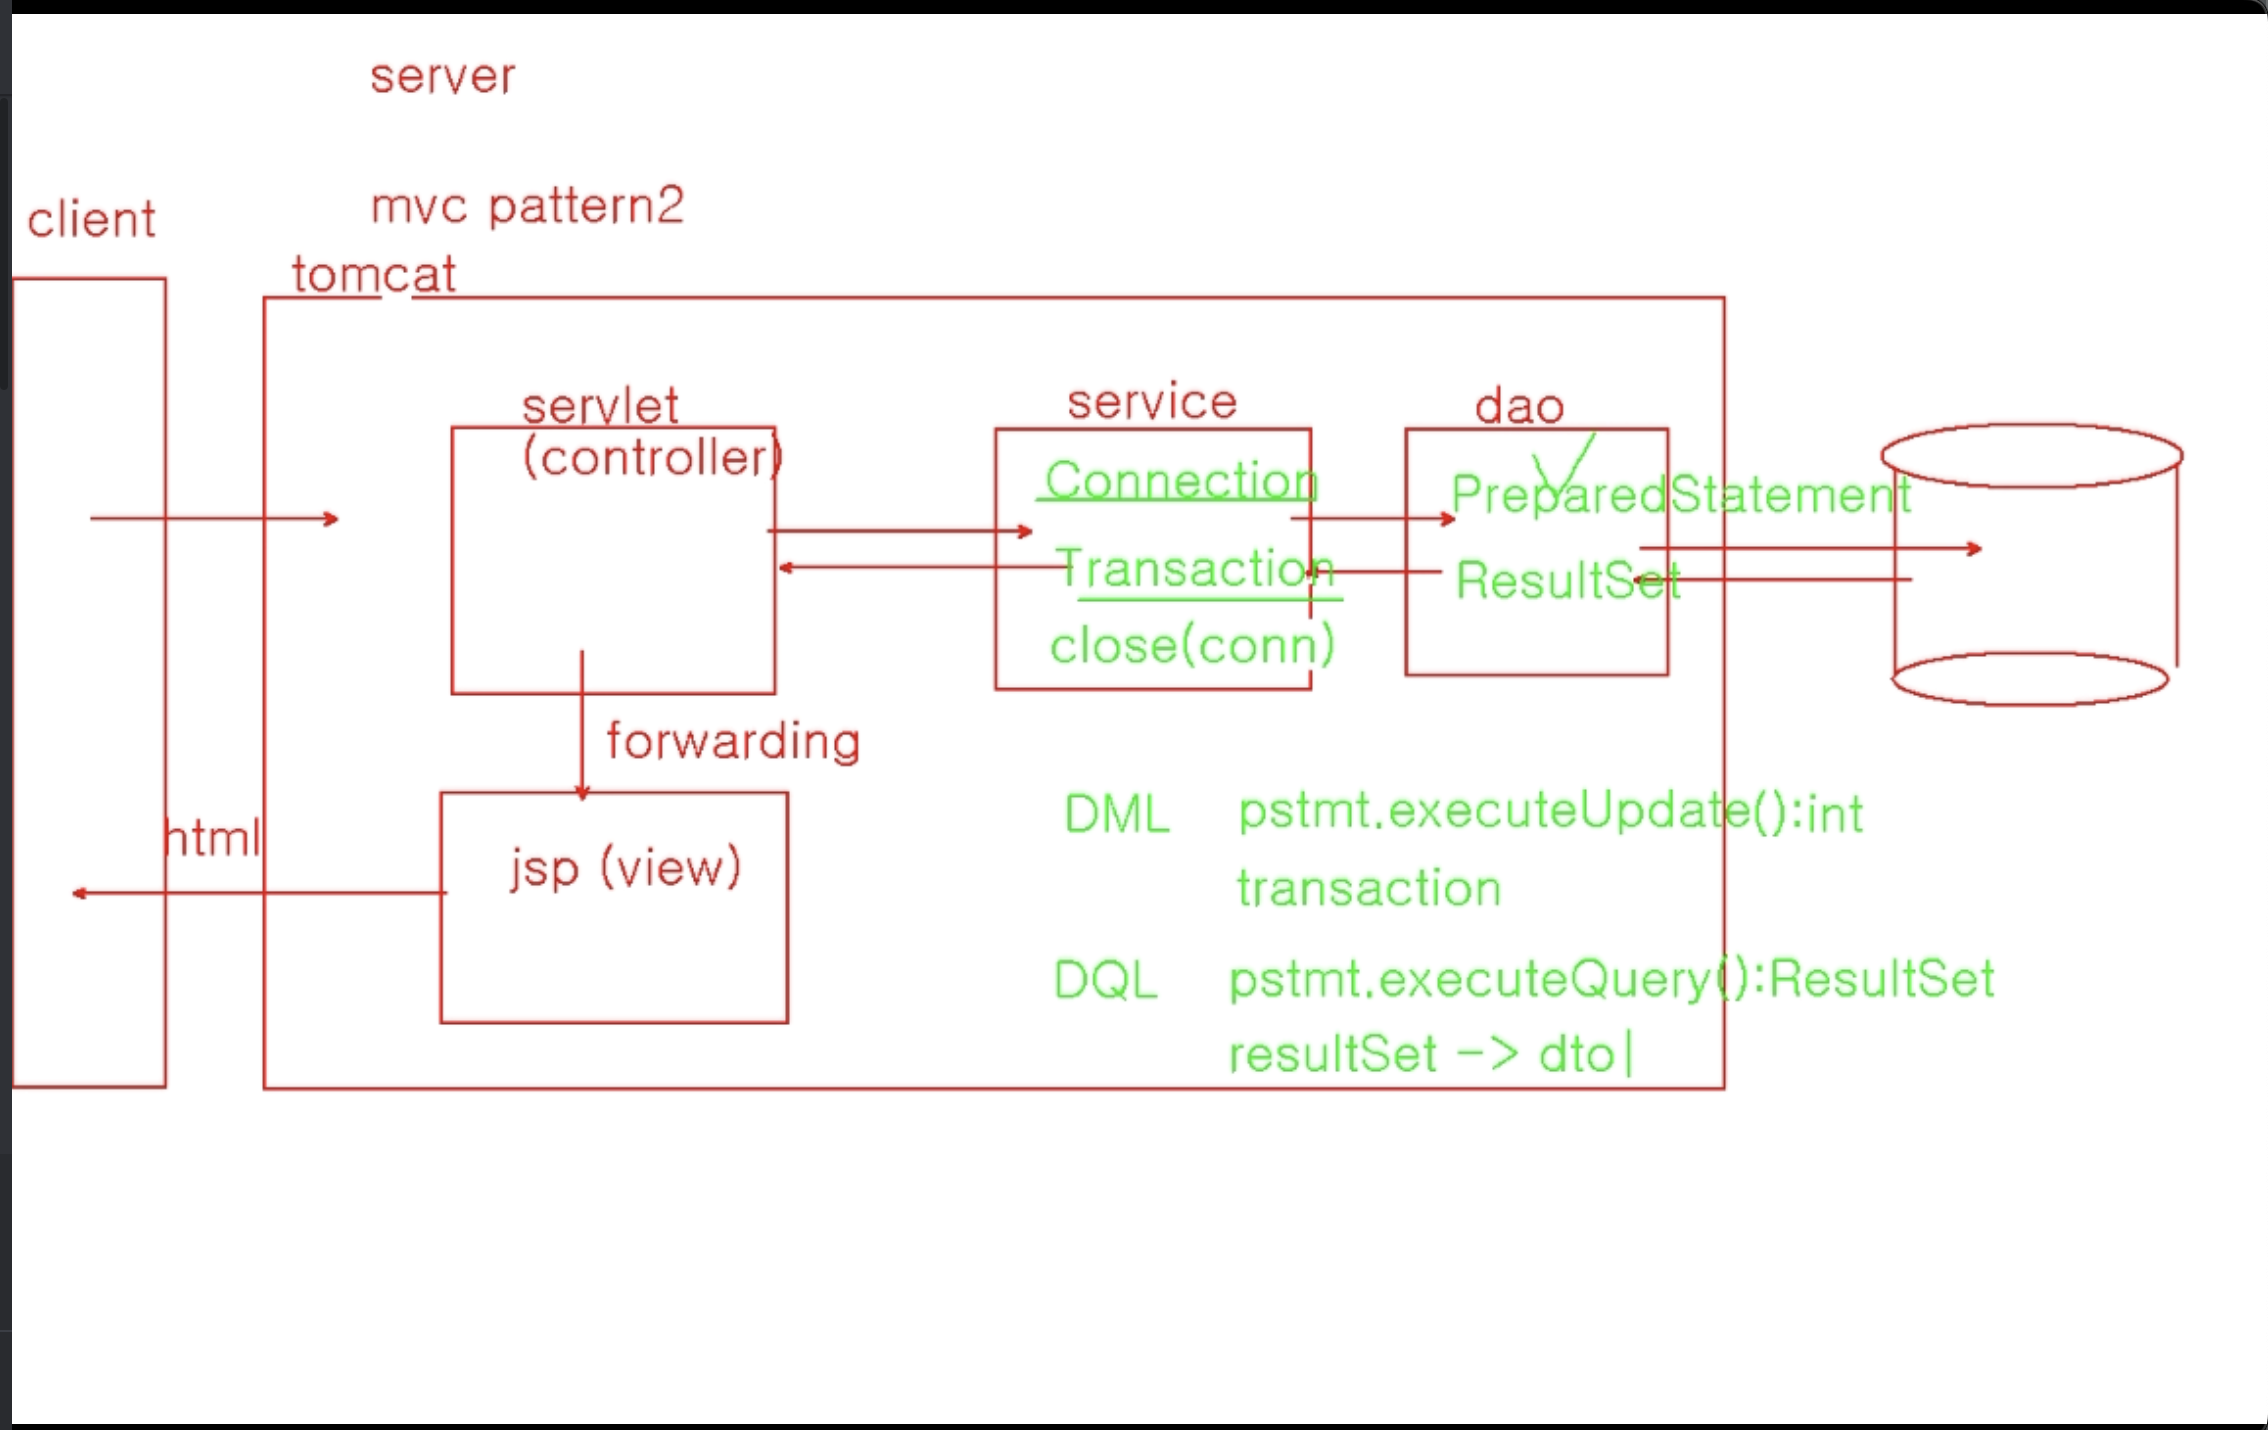 server
mvc pattern2
client
tomcat
servlet
(controller)
service
dao
Connection
PreparedStatement
Transaction
ResultSet
close(conn)
forwarding
html
jsp (view)
DML pstmt.executeUpdate():int
transaction
DQL pstmt.executeQuery():ResultSet
resultSet -> dto